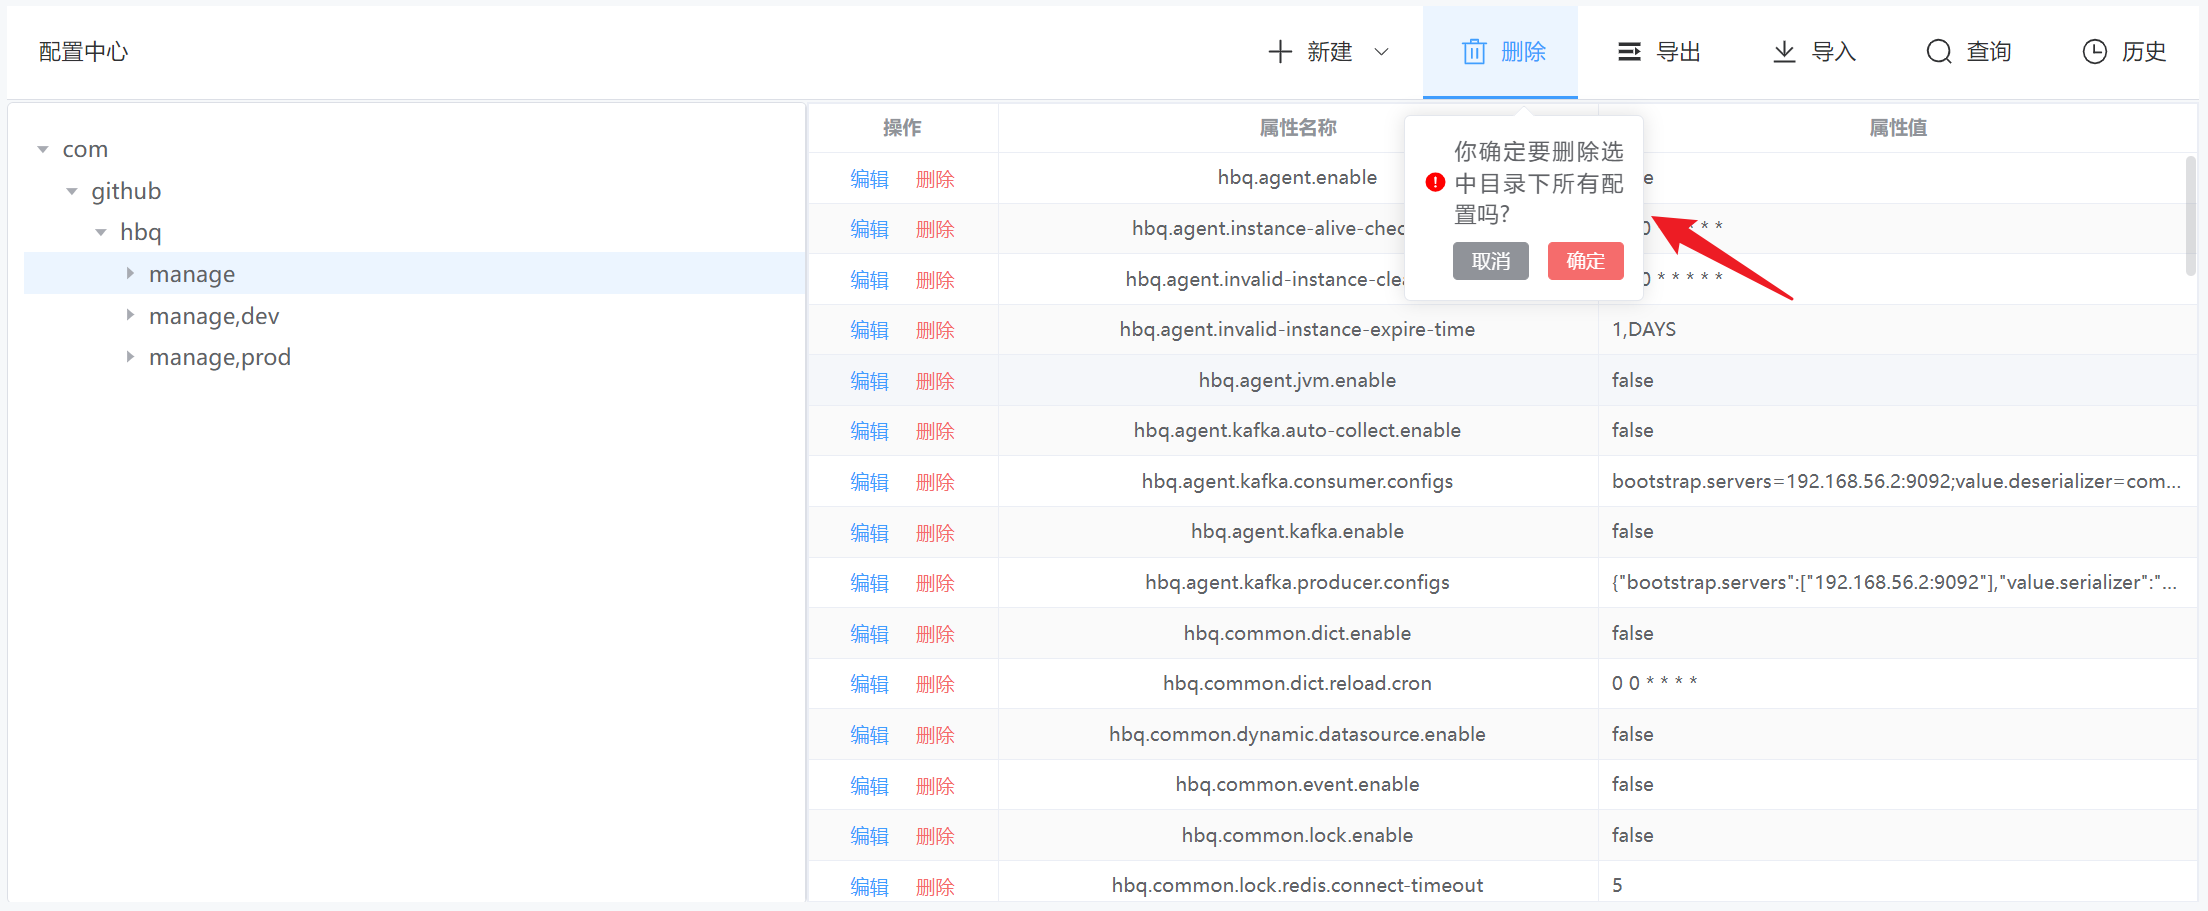 配置中心
新建
删除
导出
导入
查询
历史
com
github
hbq
manage
manage,dev
manage,prod
操作 属性名称 属性值
编辑 删除 hbq.agent.enable e
编辑 删除 hbq.agent.instance-alive-chec 0 * * * * *
编辑 删除 hbq.agent.invalid-instance-clea 0 * * * * *
编辑 删除 hbq.agent.invalid-instance-expire-time 1,DAYS
编辑 删除 hbq.agent.jvm.enable false
编辑 删除 hbq.agent.kafka.auto-collect.enable false
编辑 删除 hbq.agent.kafka.consumer.configs bootstrap.servers=192.168.56.2:9092;value.deserializer=com...
编辑 删除 hbq.agent.kafka.enable false
编辑 删除 hbq.agent.kafka.producer.configs {"bootstrap.servers":["192.168.56.2:9092"],"value.serializer":"...
编辑 删除 hbq.common.dict.enable false
编辑 删除 hbq.common.dict.reload.cron 0 0 * * * *
编辑 删除 hbq.common.dynamic.datasource.enable false
编辑 删除 hbq.common.event.enable false
编辑 删除 hbq.common.lock.enable false
编辑 删除 hbq.common.lock.redis.connect-timeout 5
你确定要删除选
中目录下所有配
置吗?
取消 确定